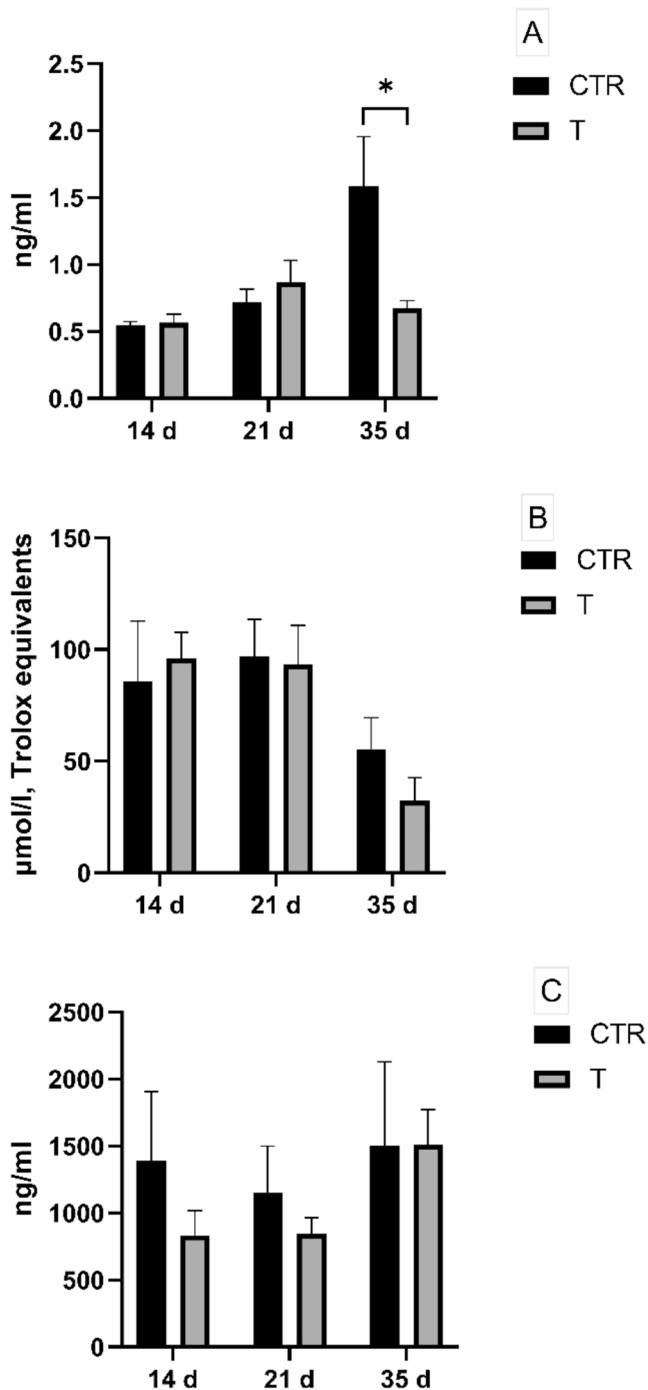 A
CTR
T
*
2.5
2.0
1.5
1.0
0.5
0.0
ng/ml
14 d 21 d 35 d
B
CTR
T
150
100
50
0
µmol/l, Trolox equivalents
14 d 21 d 35 d
C
CTR
T
2500
2000
1500
1000
500
0
ng/ml
14 d 21 d 35 d